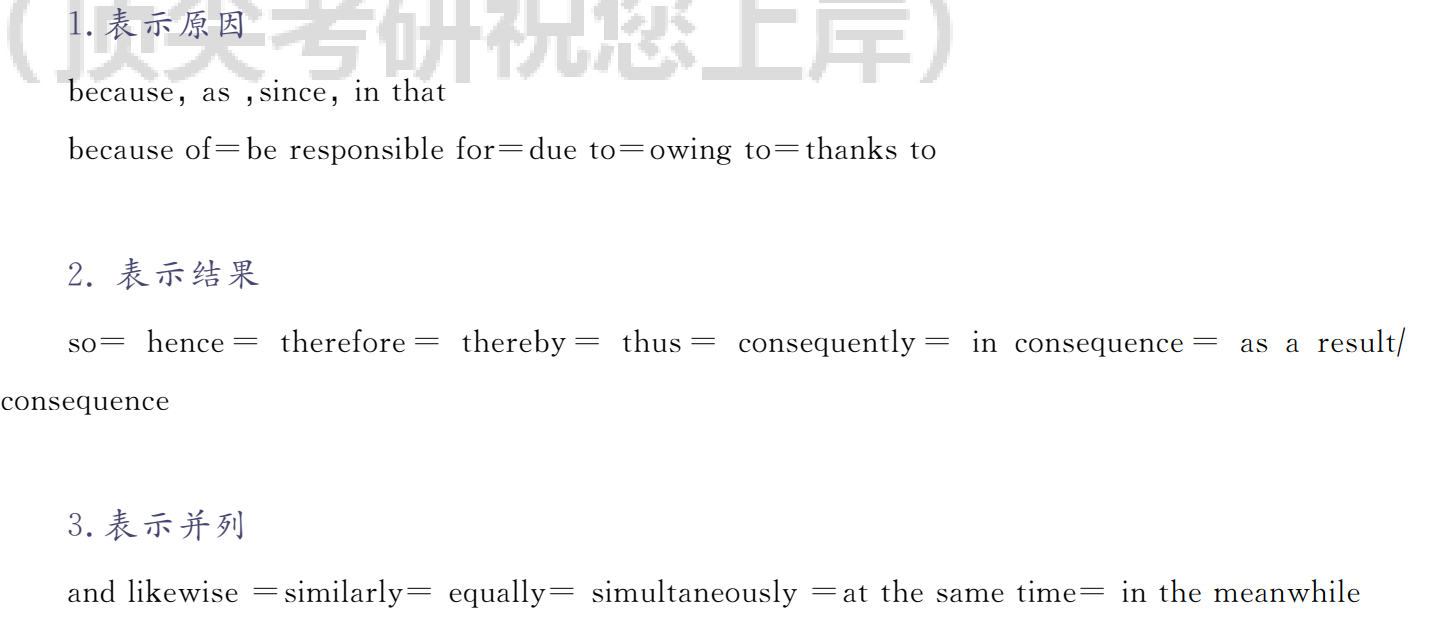 (顶尖考研祝您上岸)
1.表示原因
because, as ,since, in that
because of=be responsible for=due to=owing to=thanks to
2. 表示结果
so= hence = therefore = thereby = thus = consequently = in consequence = as a result/
consequence
3.表示并列
and likewise =similarly= equally= simultaneously =at the same time= in the meanwhile